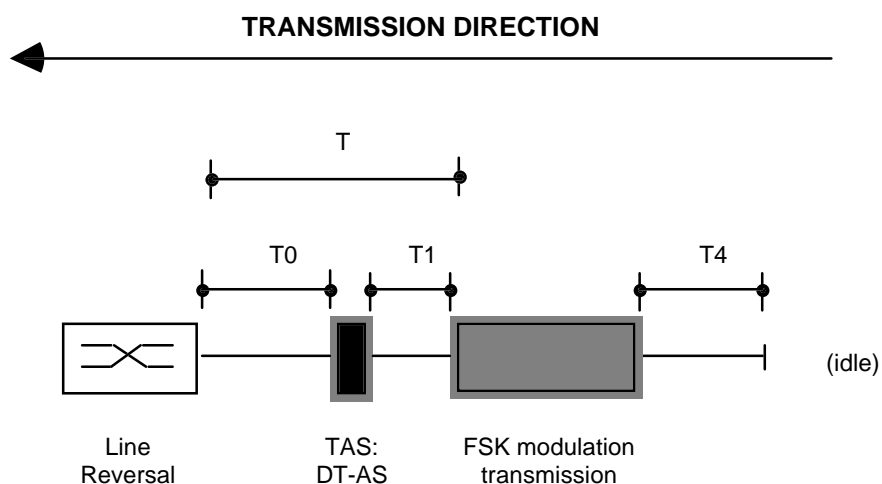 TRANSMISSION DIRECTION
T
T0
T1
T4
(idle)
Line
Reversal
TAS:
DT-AS
FSK modulation
transmission